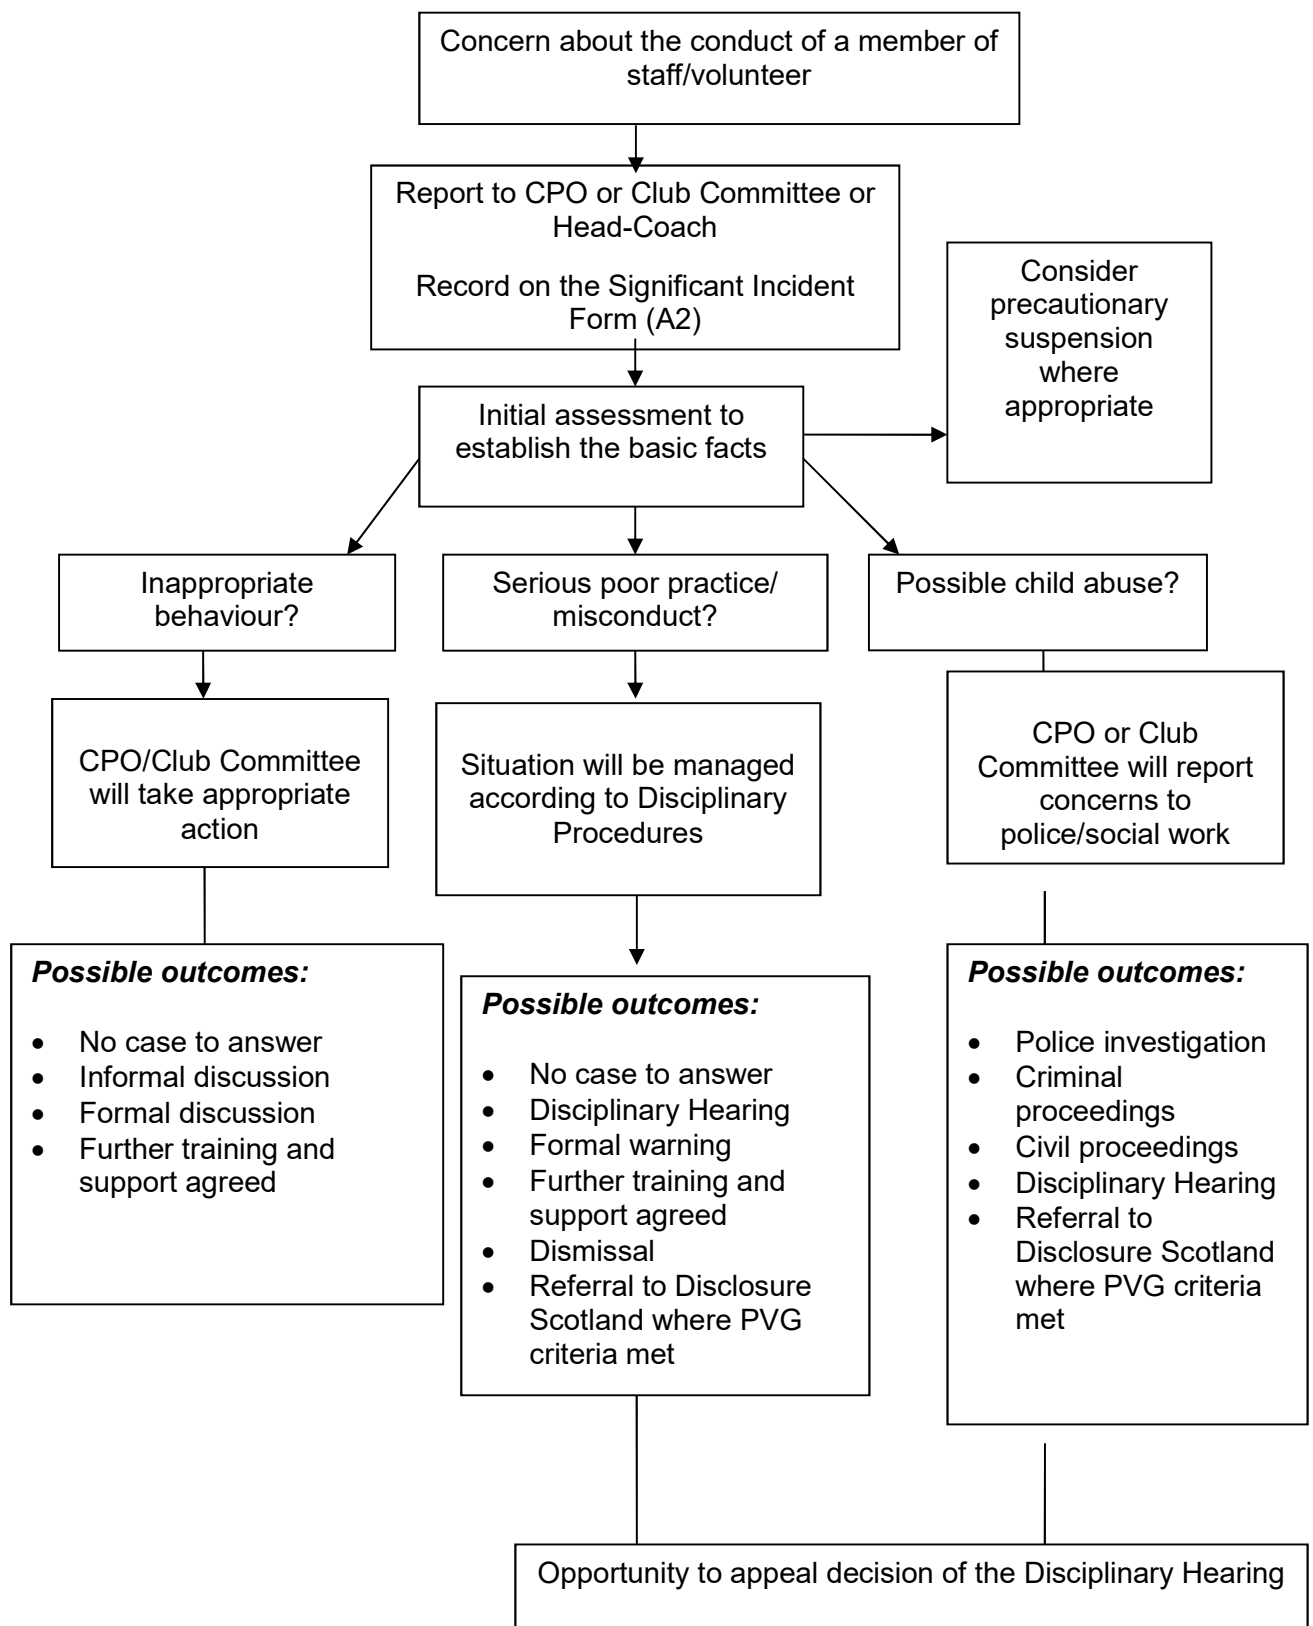 Concern about the conduct of a member of
staff/volunteer
Report to CPO or Club Committee or
Head-Coach
Record on the Significant Incident
Form (A2)
Consider
precautionary
suspension
where
appropriate
Initial assessment to
establish the basic facts
Inappropriate
behaviour?
Serious poor practice/
misconduct?
Possible child abuse?
CPO/Club Committee
will take appropriate
action
Situation will be managed
according to Disciplinary
Procedures
CPO or Club
Committee will report
concerns to
police/social work
Possible outcomes:
• No case to answer
• Informal discussion
• Formal discussion
• Further training and
support agreed
Possible outcomes:
• No case to answer
• Disciplinary Hearing
• Formal warning
• Further training and
support agreed
• Dismissal
• Referral to Disclosure
Scotland where PVG
criteria met
Possible outcomes:
• Police investigation
• Criminal
proceedings
• Civil proceedings
• Disciplinary Hearing
• Referral to
Disclosure Scotland
where PVG criteria
met
Opportunity to appeal decision of the Disciplinary Hearing